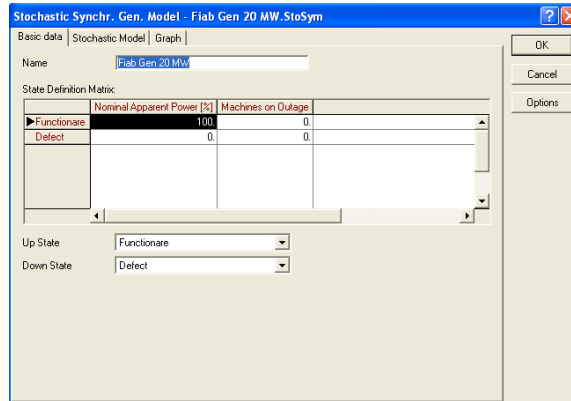 Stochastic Synchr. Gen. Model - Fiab Gen 20 MW.StoSym
Basic data Stochastic Model Graph
OK
Name Fiab Gen 20 MW
Cancel
State Definition Matrix:
Options
Nominal Apparent Power [%] Machines on Outage
Functionare 100. 0.
Defect 0. 0.
Up State Functionare
Down State Defect